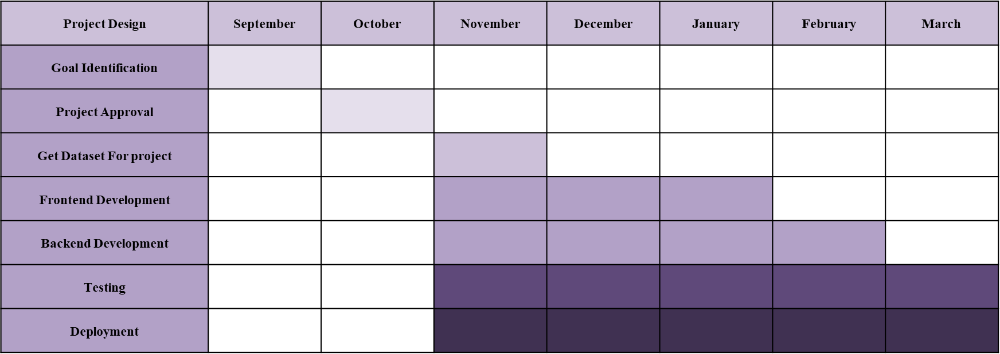 Project Design
September
October
November
December
January
February
March
Goal Identification
Project Approval
Get Dataset For project
Frontend Development
Backend Development
Testing
Deployment